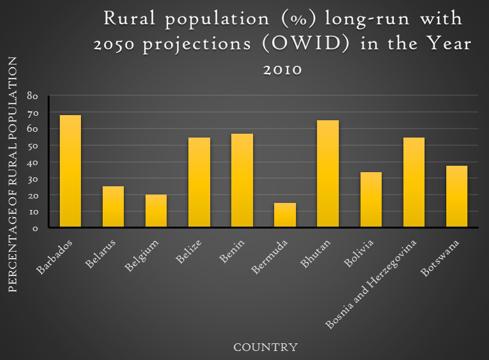 Rural population (%) long-run with
2050 projections (OWID) in the Year
2010
PERCENTAGE OF RURAL POPULATION
80
70
60
50
40
30
20
10
0
Barbados
Belarus
Belgium
Belize
Benin
Bermuda
Bhutan
Bolivia
Bosnia and Herzegovina
Botswana
COUNTRY